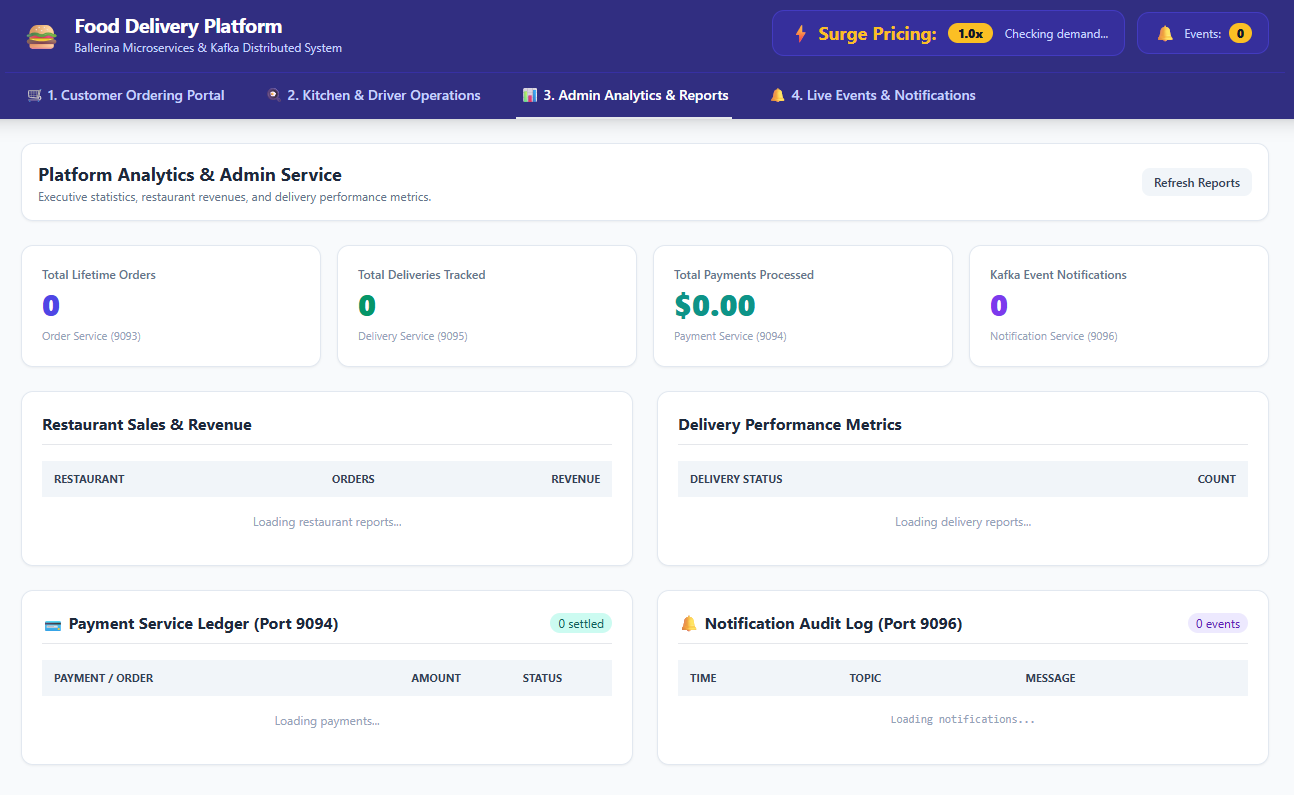 Food Delivery Platform
Ballerina Microservices & Kafka Distributed System
Surge Pricing: 1.0x Checking demand...
Events: 0
1. Customer Ordering Portal
2. Kitchen & Driver Operations
3. Admin Analytics & Reports
4. Live Events & Notifications
Platform Analytics & Admin Service
Executive statistics, restaurant revenues, and delivery performance metrics.
Refresh Reports
Total Lifetime Orders
0
Order Service (9093)
Total Deliveries Tracked
0
Delivery Service (9095)
Total Payments Processed
$0.00
Payment Service (9094)
Kafka Event Notifications
0
Notification Service (9096)
Restaurant Sales & Revenue
RESTAURANT ORDERS REVENUE
Loading restaurant reports...
Delivery Performance Metrics
DELIVERY STATUS COUNT
Loading delivery reports...
Payment Service Ledger (Port 9094) 0 settled
PAYMENT / ORDER AMOUNT STATUS
Loading payments...
Notification Audit Log (Port 9096) 0 events
TIME TOPIC MESSAGE
Loading notifications...